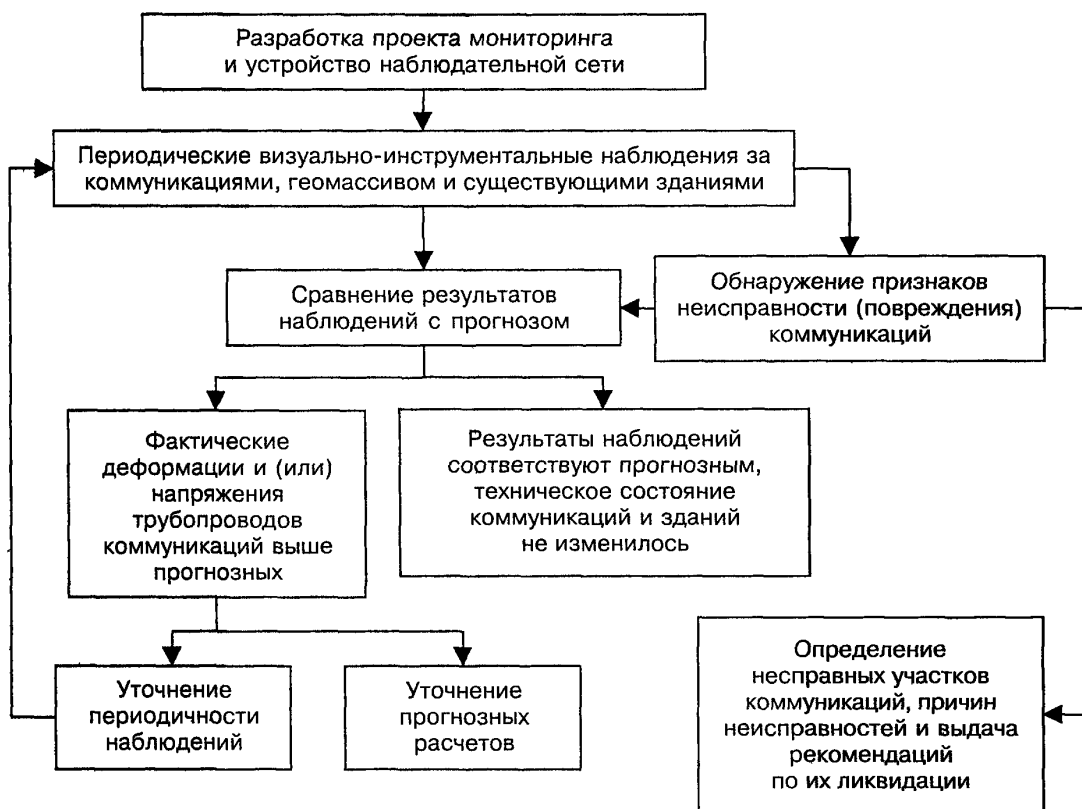 Разработка проекта мониторинга
и устройство наблюдательной сети
Периодические визуально-инструментальные наблюдения за
коммуникациями, геомассивом и существующими зданиями
Сравнение результатов
наблюдений с прогнозом
Обнаружение признаков
неисправности (повреждения)
коммуникаций
Фактические
деформации и (или)
напряжения
трубопроводов
коммуникаций выше
прогнозных
Результаты наблюдений
соответствуют прогнозным,
техническое состояние
коммуникаций и зданий
не изменилось
Уточнение
периодичности
наблюдений
Уточнение
прогнозных
расчетов
Определение
несправных участков
коммуникаций, причин
неисправностей и выдача
рекомендаций
по их ликвидации